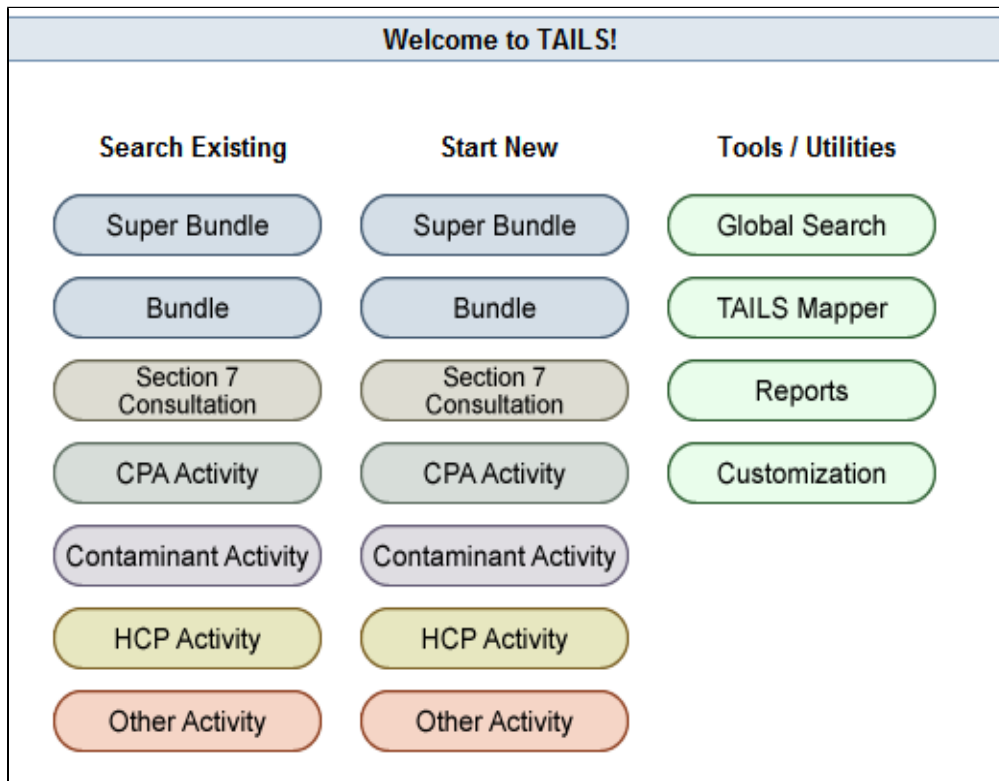 Welcome to TAILS!
Search Existing
Start New
Tools / Utilities
Super Bundle
Super Bundle
Global Search
Bundle
Bundle
TAILS Mapper
Section 7
Consultation
Section 7
Consultation
Reports
CPA Activity
CPA Activity
Customization
Contaminant Activity
Contaminant Activity
HCP Activity
HCP Activity
Other Activity
Other Activity